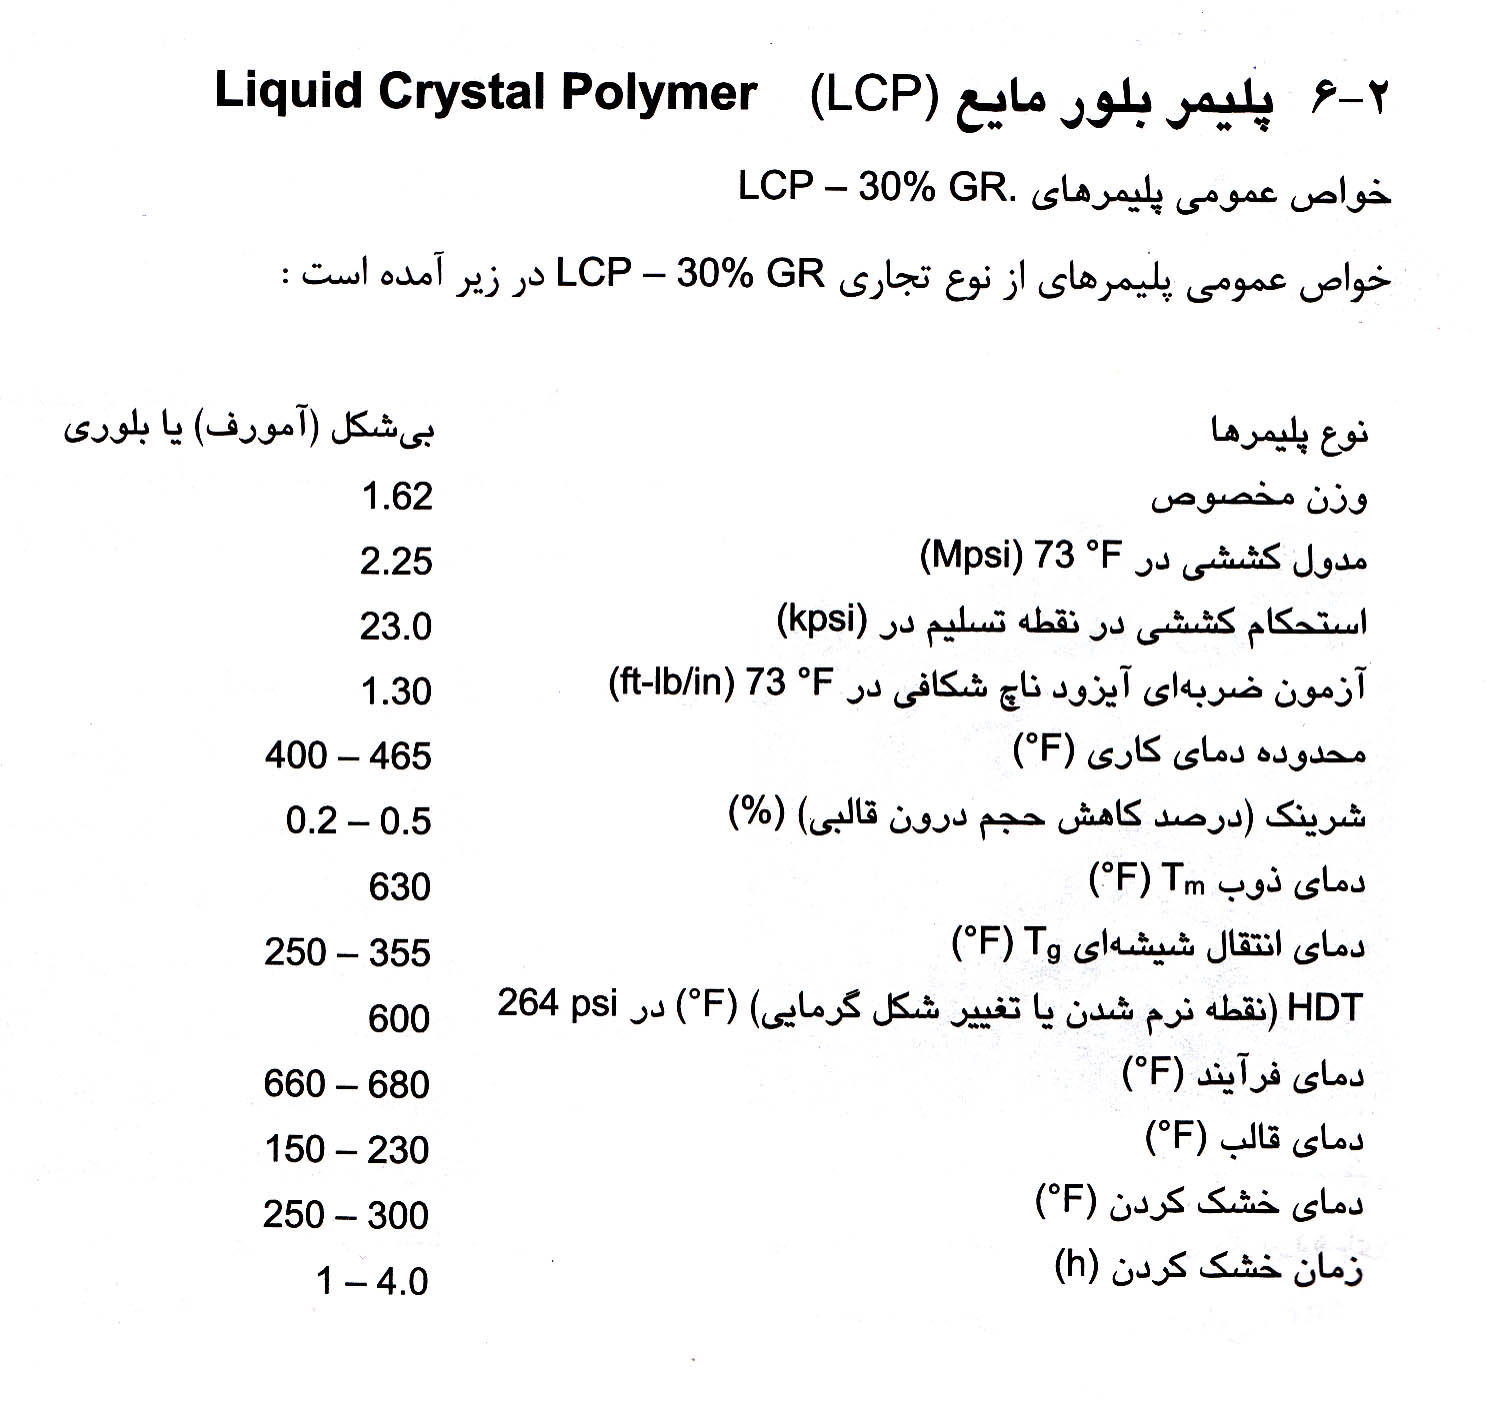 ۲-۶ پلیمر بلور مایع (LCP) Liquid Crystal Polymer
خواص عمومی پلیمرهای LCP – 30% GR.
خواص عمومی پلیمرهای از نوع تجاری LCP – 30% GR در زیر آمده است :
نوع پلیمرها بی‌شکل (آمورف) یا بلوری
وزن مخصوص 1.62
مدول کششی در 73 °F (Mpsi) 2.25
استحکام کششی در نقطه تسلیم در (kpsi) 23.0
آزمون ضربه‌ای آیزود ناچ شکافی در 73 °F (ft-lb/in) 1.30
محدوده دمای کاری (°F) 400 – 465
شرینک (درصد کاهش حجم درون قالبی) (%) 0.2 – 0.5
دمای ذوب Tm (°F) 630
دمای انتقال شیشه‌ای Tg (°F) 250 – 355
HDT (نقطه نرم شدن یا تغییر شکل گرمایی) (°F) در 264 psi 600
دمای فرآیند (°F) 660 – 680
دمای قالب (°F) 150 – 230
دمای خشک کردن (°F) 250 – 300
زمان خشک کردن (h) 1 – 4.0